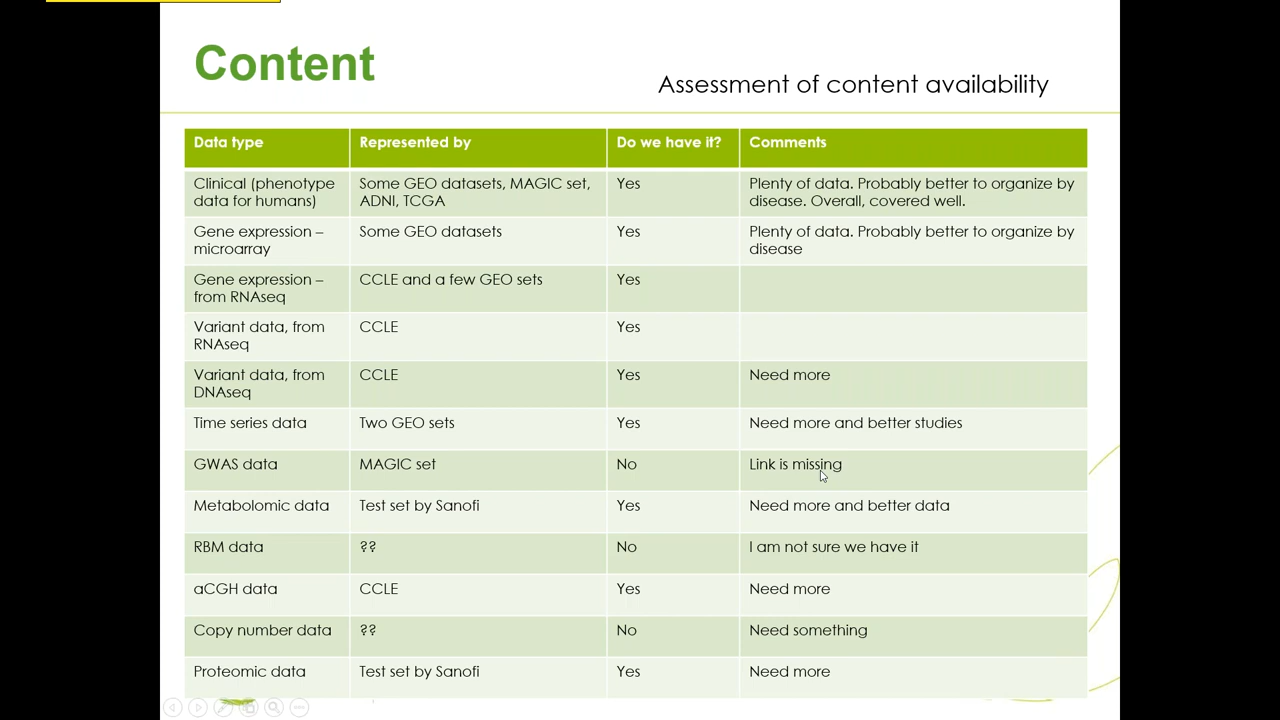 Content
Assessment of content availability
Data type Represented by Do we have it? Comments
Clinical (phenotype data for humans) Some GEO datasets, MAGIC set, ADNI, TCGA Yes Plenty of data. Probably better to organize by disease. Overall, covered well.
Gene expression – microarray Some GEO datasets Yes Plenty of data. Probably better to organize by disease
Gene expression – from RNAseq CCLE and a few GEO sets Yes
Variant data, from RNAseq CCLE Yes
Variant data, from DNAseq CCLE Yes Need more
Time series data Two GEO sets Yes Need more and better studies
GWAS data MAGIC set No Link is missing
Metabolomic data Test set by Sanofi Yes Need more and better data
RBM data ?? No I am not sure we have it
aCGH data CCLE Yes Need more
Copy number data ?? No Need something
Proteomic data Test set by Sanofi Yes Need more